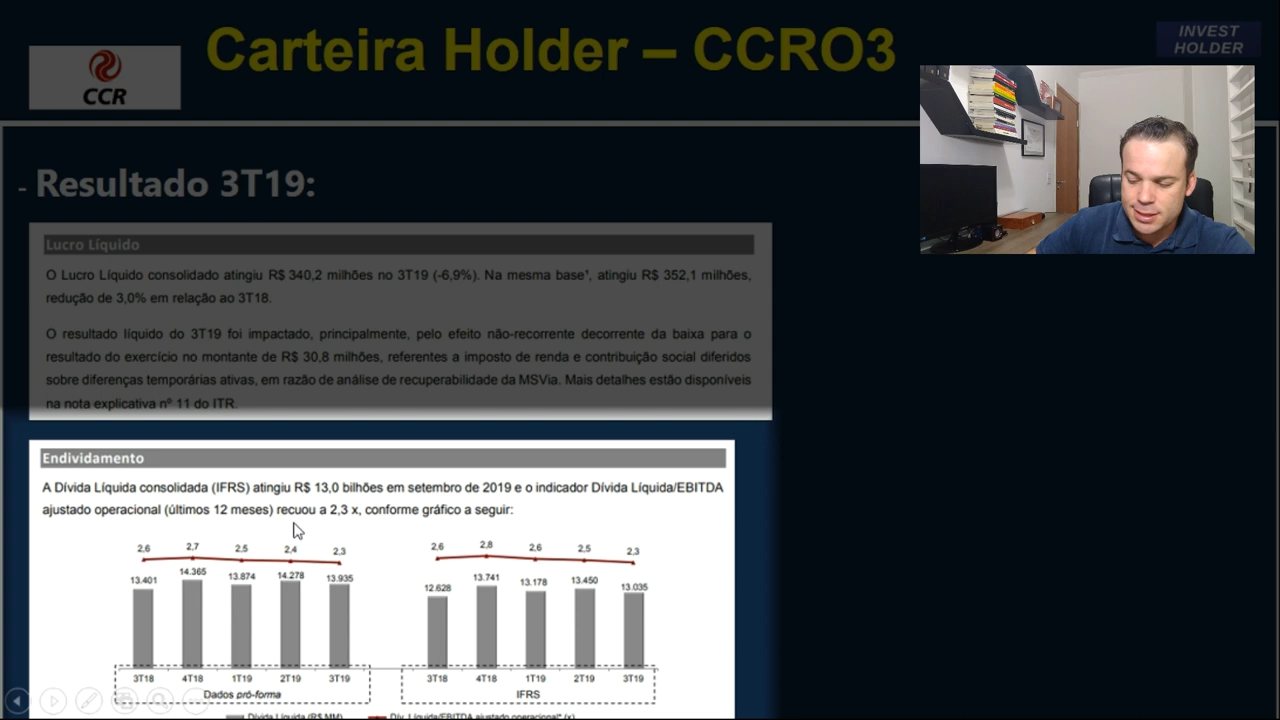 Carteira Holder – CCRO3
CCR
INVEST
HOLDER
- Resultado 3T19:
Lucro Líquido
O Lucro Líquido consolidado atingiu R$ 340,2 milhões no 3T19 (-6,9%). Na mesma base¹, atingiu R$ 352,1 milhões,
redução de 3,0% em relação ao 3T18.
O resultado líquido do 3T19 foi impactado, principalmente, pelo efeito não-recorrente decorrente da baixa para o
resultado do exercício no montante de R$ 30,8 milhões, referentes a imposto de renda e contribuição social diferidos
sobre diferenças temporárias ativas, em razão de análise de recuperabilidade da MSVia. Mais detalhes estão disponíveis
na nota explicativa nº 11 do ITR.
Endividamento
A Dívida Líquida consolidada (IFRS) atingiu R$ 13,0 bilhões em setembro de 2019 e o indicador Dívida Líquida/EBITDA
ajustado operacional (últimos 12 meses) recuou a 2,3 x, conforme gráfico a seguir:
2,6 2,7 2,5 2,4 2,3 2,6 2,8 2,6 2,5 2,3
13.401 14.365 13.874 14.278 13.935 12.628 13.741 13.178 13.450 13.035
3T18 4T18 1T19 2T19 3T19 3T18 4T18 1T19 2T19 3T19
Dados pró-forma IFRS
Dívida Líquida (R$ MM) Dív. Líquida/EBITDA ajustado operacional* (x)